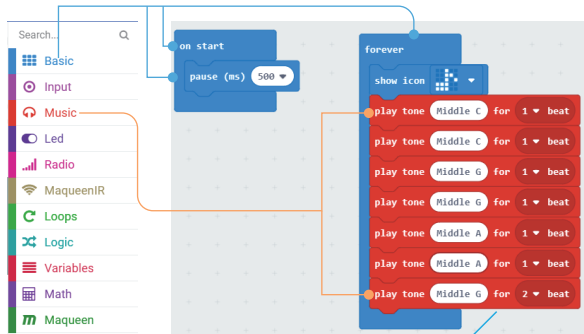 Search...
Basic
Input
Music
Led
Radio
MaqueenIR
Loops
Logic
Variables
Math
Maqueen
on start
pause (ms) 500
forever
show icon
play tone Middle C for 1 beat
play tone Middle C for 1 beat
play tone Middle G for 1 beat
play tone Middle G for 1 beat
play tone Middle A for 1 beat
play tone Middle A for 1 beat
play tone Middle G for 2 beat